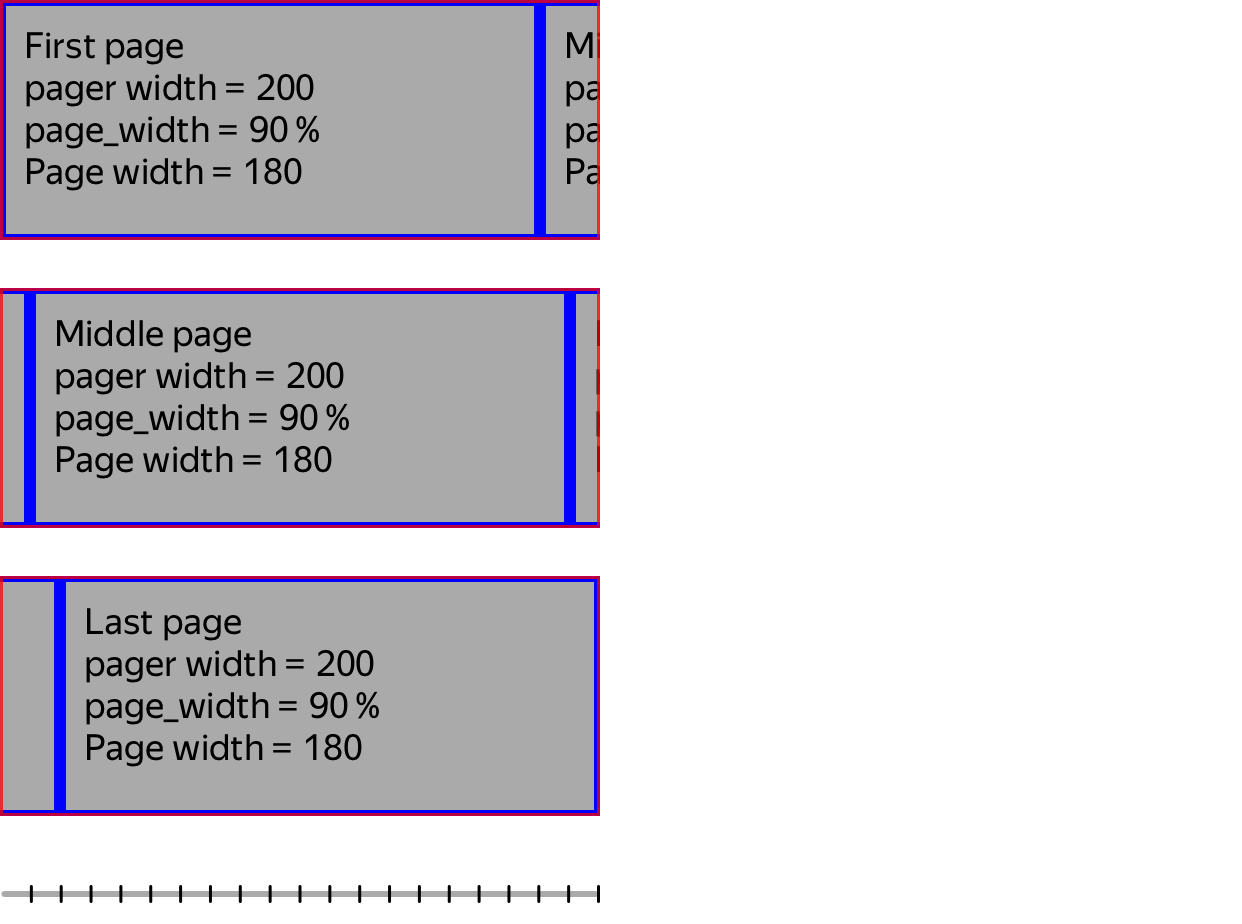 First page
pager width = 200
page_width = 90 %
Page width = 180
Mi
pa
pa
Pa
Middle page
pager width = 200
page_width = 90 %
Page width = 180
Last page
pager width = 200
page_width = 90 %
Page width = 180